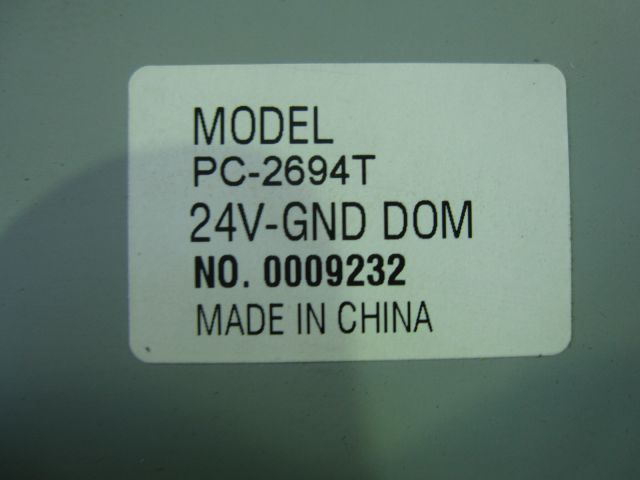 MODEL
PC-2694T
24V-GND DOM
NO. 0009232
MADE IN CHINA